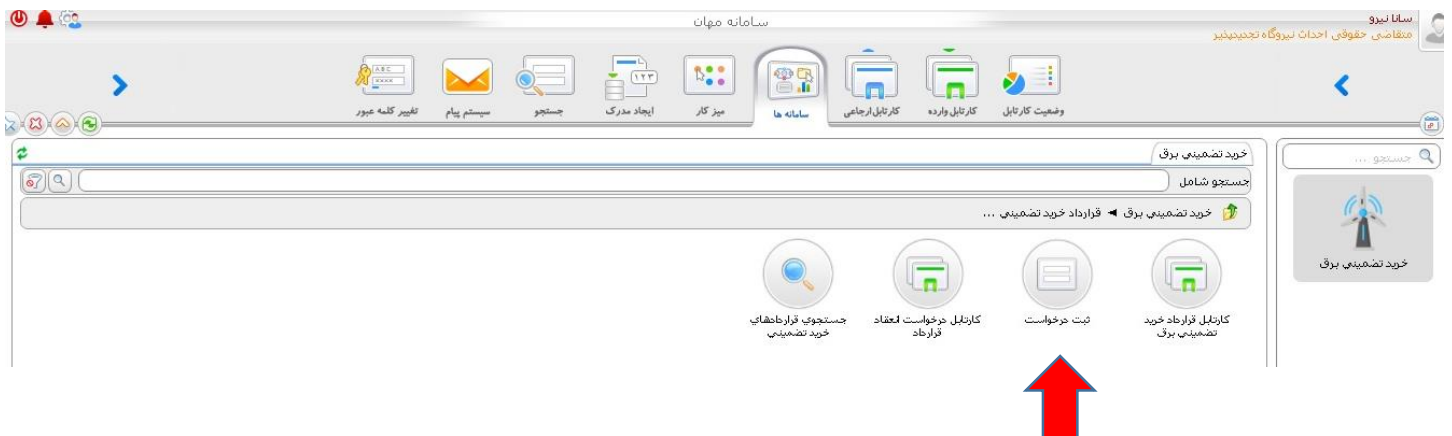 سامانه مهان
سانا نیرو
متقاضی حقوقی احداث نیروگاه تجدیدپذیر
وضعیت کارتابل
کارتابل وارده
کارتابل ارجاعی
سامانه ها
میز کار
ایجاد مدرک
جستجو
سیستم پیام
تغییر کلمه عبور
جستجو ...
خرید تضمینی برق
خرید تضمینی برق
جستجو شامل
خرید تضمینی برق ◄ قرارداد خرید تضمینی ...
کارتابل قرارداد خرید
تضمینی برق
ثبت درخواست
کارتابل درخواست انعقاد
قرارداد
جستجوی قراردادهای
خرید تضمینی